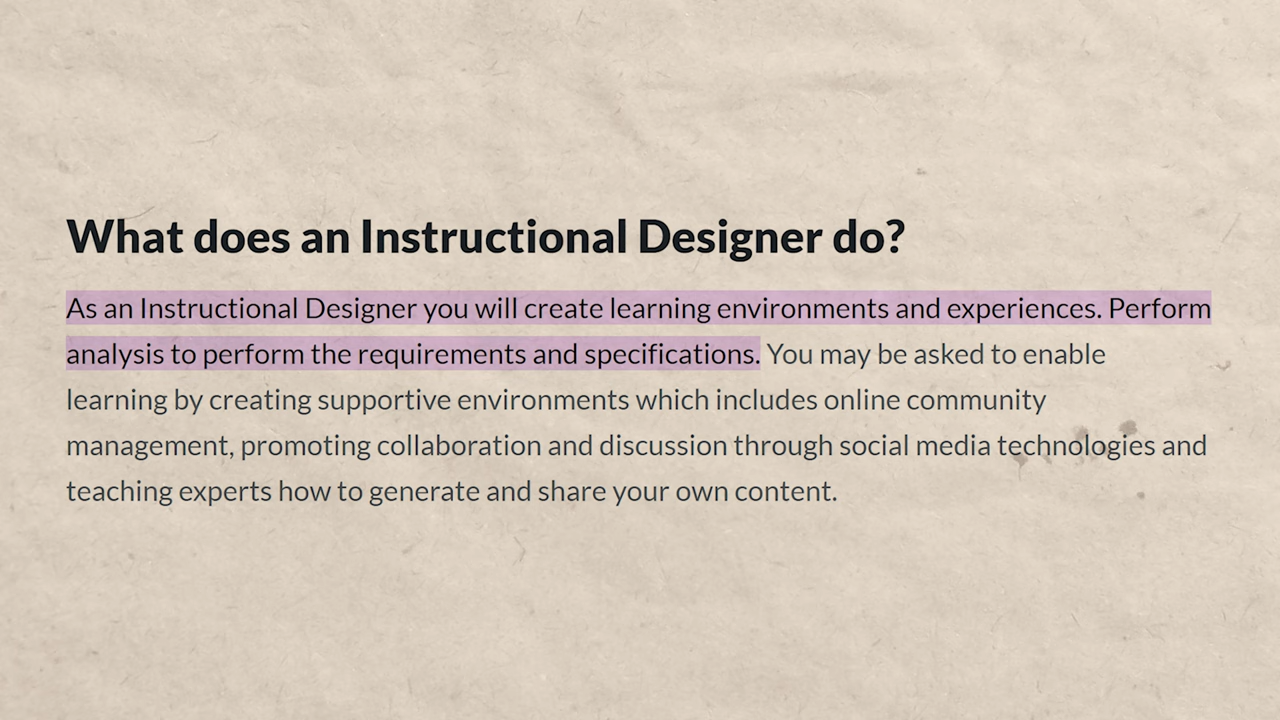 What does an Instructional Designer do?
As an Instructional Designer you will create learning environments and experiences. Perform
analysis to perform the requirements and specifications. You may be asked to enable
learning by creating supportive environments which includes online community
management, promoting collaboration and discussion through social media technologies and
teaching experts how to generate and share your own content.